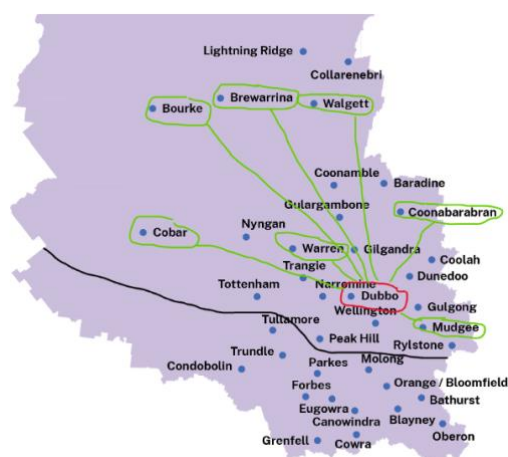 Lightning Ridge
Collarenebri
Bourke
Brewarrina
Walgett
Coonamble
Baradine
Gulargambone
Coonabarabran
Cobar
Nyngan
Warren
Gilgandra
Coolah
Trangie
Dunedoo
Tottenham
Narromine
Dubbo
Gulgong
Wellington
Tullamore
Mudgee
Peak Hill
Rylstone
Trundle
Molong
Condobolin
Parkes
Orange / Bloomfield
Forbes
Bathurst
Eugowra
Canowindra
Blayney
Oberon
Grenfell
Cowra